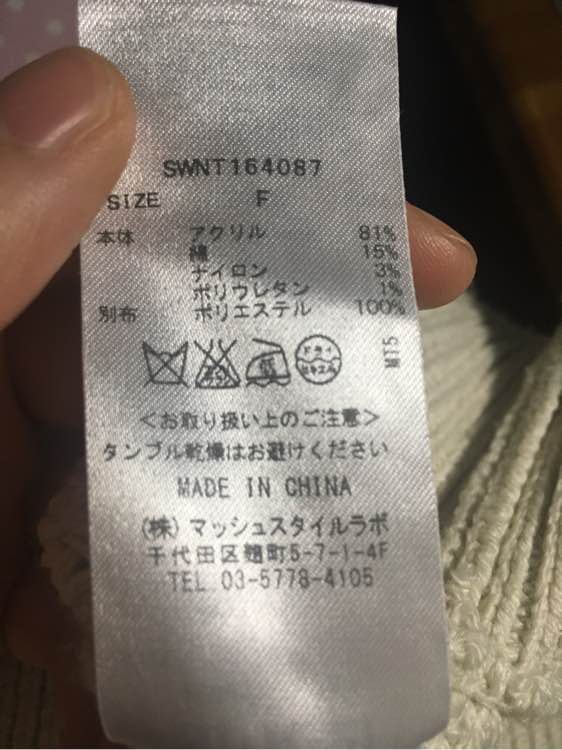 SWNT164087
SIZE F
本体 アクリル 81%
綿 15%
ナイロン 3%
ポリウレタン 1%
別布 ポリエステル 100%
MT5
<お取り扱い上のご注意>
タンブル乾燥はお避けください
MADE IN CHINA
(株)マッシュスタイルラボ
千代田区麹町5-7-1-4F
TEL 03-5778-4105